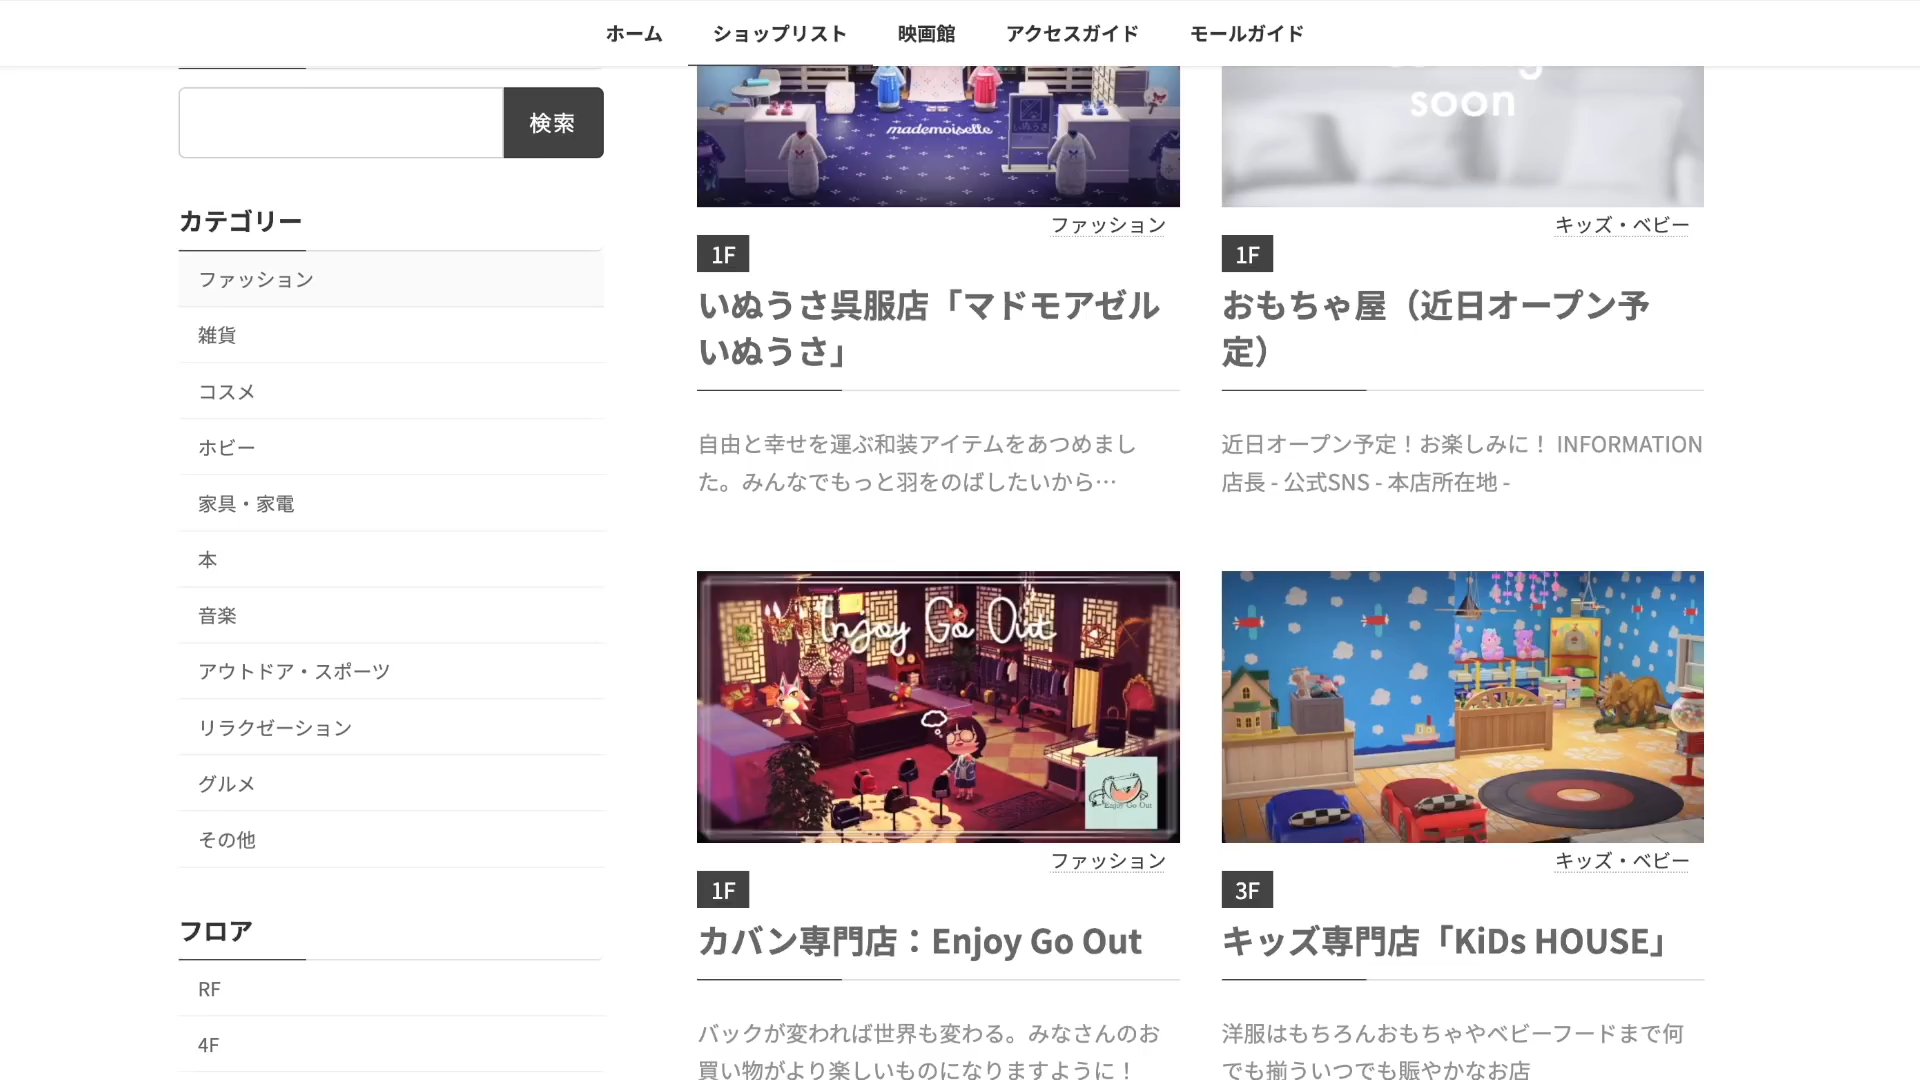 ホーム ショップリスト 映画館 アクセスガイド モールガイド
検索
カテゴリー
ファッション
雑貨
コスメ
ホビー
家具・家電
本
音楽
アウトドア・スポーツ
リラクゼーション
グルメ
その他
フロア
RF
4F
mademoiselle
いぬうさ
ファッション
1F
いぬうさ呉服店「マドモアゼル
いぬうさ」
自由と幸せを運ぶ和装アイテムをあつめまし
た。みんなでもっと羽をのばしたいから…
soon
キッズ・ベビー
1F
おもちゃ屋（近日オープン予
定）
近日オープン予定！お楽しみに！ INFORMATION
店長 - 公式SNS - 本店所在地 -
Enjoy Go Out
Enjoy Go Out
ファッション
1F
カバン専門店：Enjoy Go Out
バックが変われば世界も変わる。みなさんのお
買い物がより楽しいものになりますように！
キッズ・ベビー
3F
キッズ専門店「KiDs HOUSE」
洋服はもちろんおもちゃやベビーフードまで何
でも揃ういつでも賑やかなお店